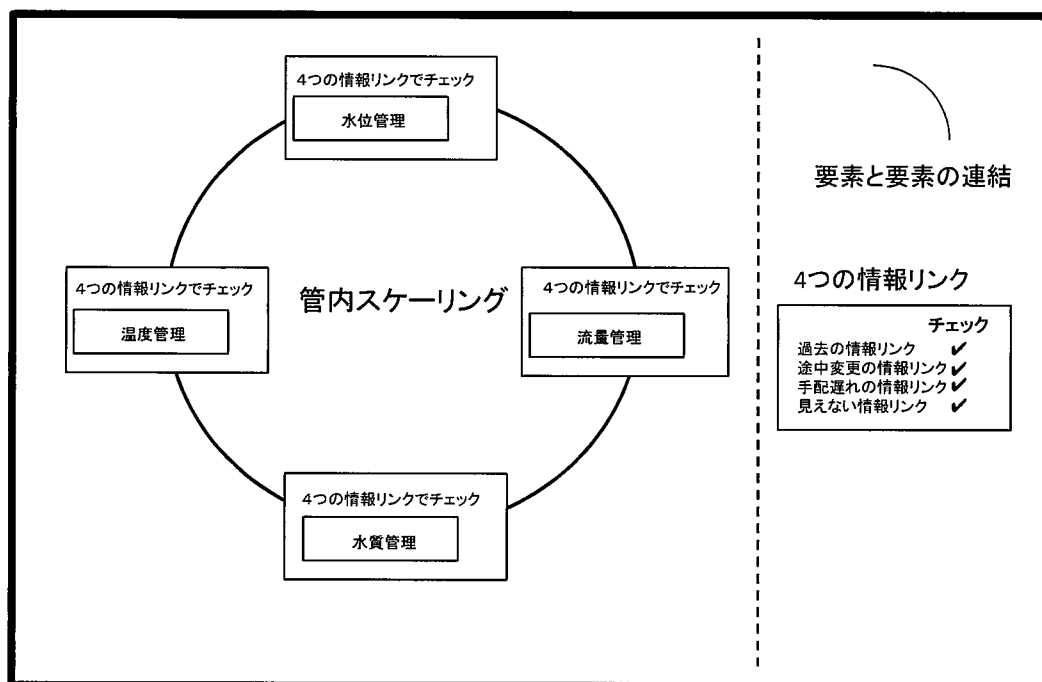 4つの情報リンクでチェック
水位管理
4つの情報リンクでチェック
温度管理
管内スケーリング
4つの情報リンクでチェック
流量管理
4つの情報リンクでチェック
水質管理
要素と要素の連結
4つの情報リンク
チェック
過去の情報リンク ✔
途中変更の情報リンク ✔
手配遅れの情報リンク ✔
見えない情報リンク ✔